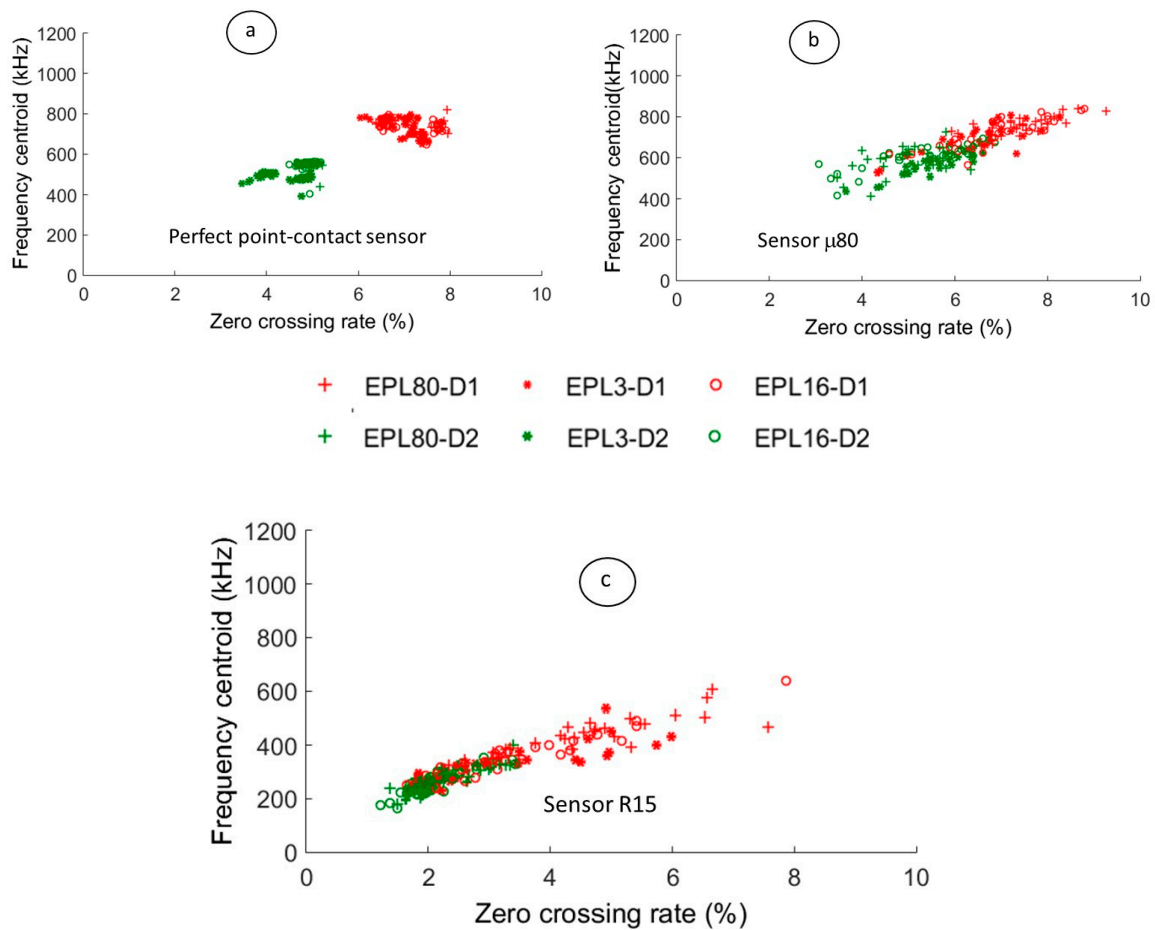 a
Frequency centroid (kHz)
1200
1000
800
600
400
200
0
Perfect point-contact sensor
0 2 4 6 8 10
Zero crossing rate (%)
b
Frequency centroid(kHz)
1200
1000
800
600
400
200
0
Sensor µ80
0 2 4 6 8 10
Zero crossing rate (%)
EPL80-D1 EPL3-D1 EPL16-D1
EPL80-D2 EPL3-D2 EPL16-D2
c
Frequency centroid (kHz)
1200
1000
800
600
400
200
0
Sensor R15
0 2 4 6 8 10
Zero crossing rate (%)